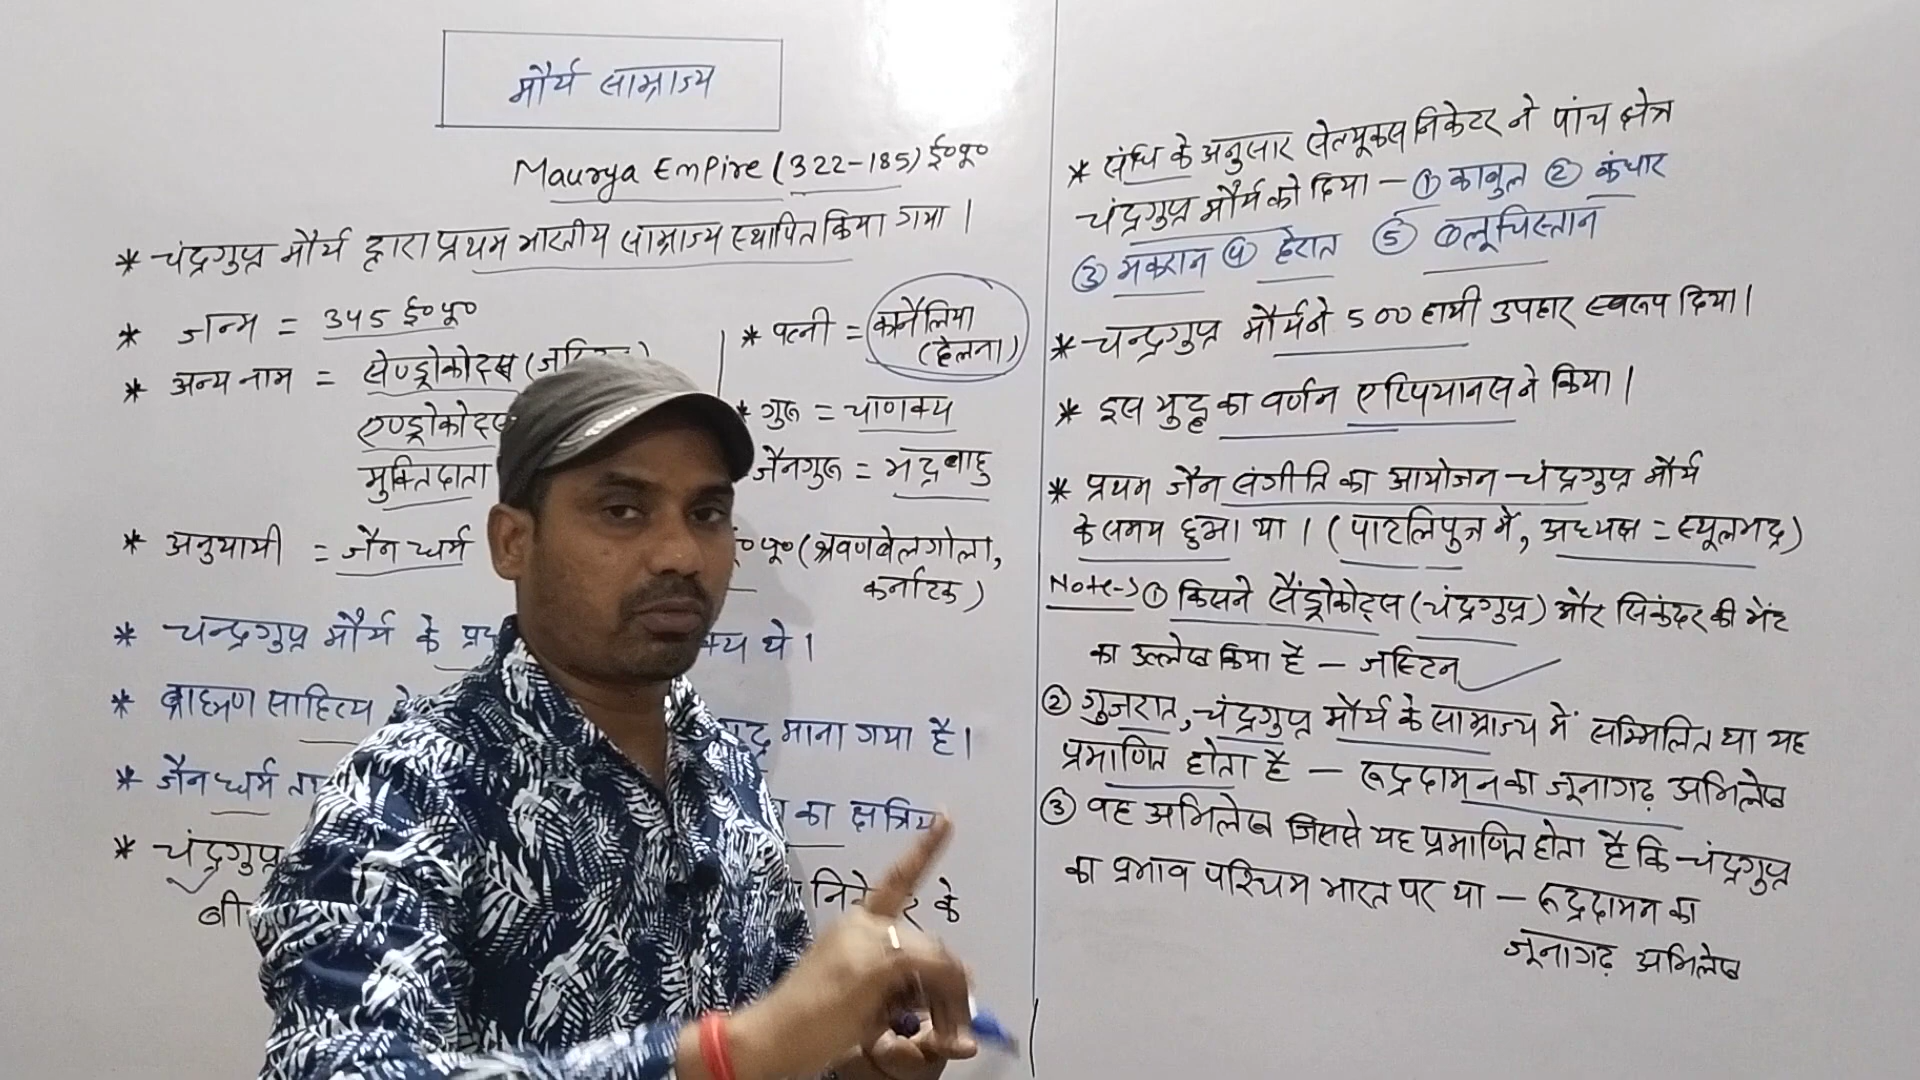 मौर्य साम्राज्य
Maurya EmPire (322-185) ई०पू०
* चंद्रगुप्त मौर्य द्वारा प्रथम भारतीय साम्राज्य स्थापित किया गया।
* जन्म = 345 ई०पू०
* अन्य नाम = सेण्ड्रोकोट्स
एण्ड्रोकोट्स
मुक्तिदाता
* पत्नी = कार्नेलिया
(हेलना)
* गुरू = चाणक्य
जैनगुरू = भद्रबाहु
* अनुयायी = जैन धर्म
ई०पू० (श्रवणबेलगोला,
कर्नाटक)
* चन्द्रगुप्त मौर्य के थे।
* ब्राह्मण साहित्य माना गया है।
* जैन धर्म का क्षत्रिय
* चंद्रगुप्त
बी के
* संधि के अनुसार सेल्यूकस निकेटर ने पांच क्षेत्र
चंद्रगुप्त मौर्य को दिया - ① काबुल ② कंधार
③ मकरान ④ हेरात ⑤ बलूचिस्तान
* चन्द्रगुप्त मौर्य ने 500 हाथी उपहार स्वरूप दिया।
* इस युद्ध का वर्णन एप्पियानस ने किया।
* प्रथम जैन संगीति का आयोजन चंद्रगुप्त मौर्य
के समय हुआ था। (पाटलिपुत्र में, अध्यक्ष = स्थूलभद्र)
Note-> ① किसने सैंड्रोकोट्स (चंद्रगुप्त) और सिकंदर की भेंट
का उल्लेख किया है - जस्टिन
② गुजरात, चंद्रगुप्त मौर्य के साम्राज्य में सम्मिलित था यह
प्रमाणित होता है - रूद्रदामन का जूनागढ़ अभिलेख
③ वह अभिलेख जिससे यह प्रमाणित होता है कि चंद्रगुप्त
का प्रभाव पश्चिम भारत पर था - रूद्रदामन का
जूनागढ़ अभिलेख